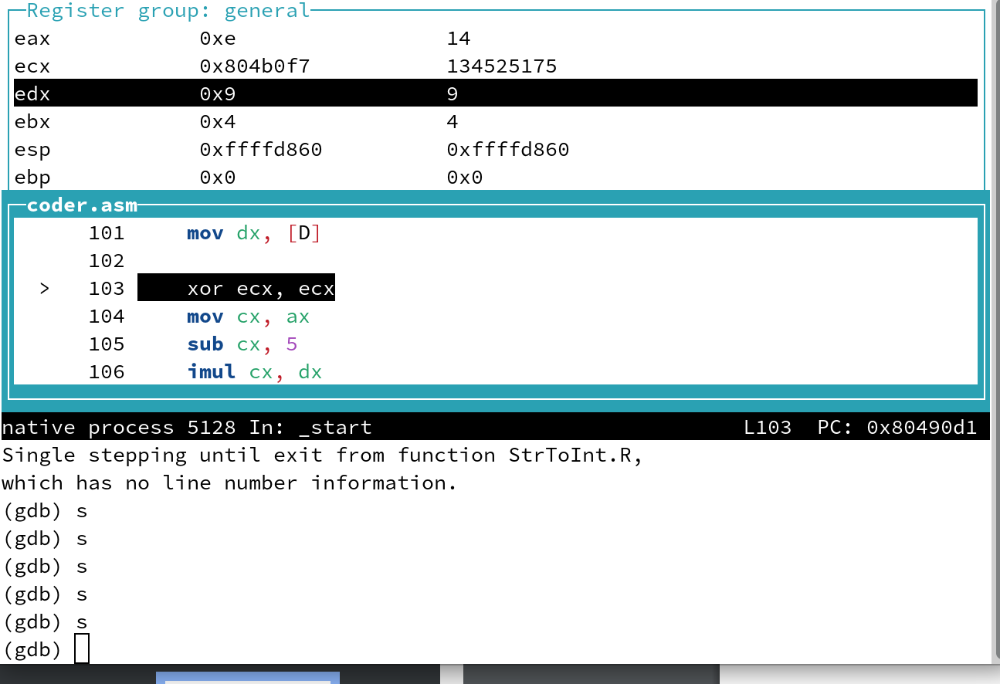 Register group: general
eax 0xe 14
ecx 0x804b0f7 134525175
edx 0x9 9
ebx 0x4 4
esp 0xffffd860 0xffffd860
ebp 0x0 0x0
coder.asm
101 mov dx, [D]
102
> 103 xor ecx, ecx
104 mov cx, ax
105 sub cx, 5
106 imul cx, dx
native process 5128 In: _start L103 PC: 0x80490d1
Single stepping until exit from function StrToInt.R,
which has no line number information.
(gdb) s
(gdb) s
(gdb) s
(gdb) s
(gdb) s
(gdb)